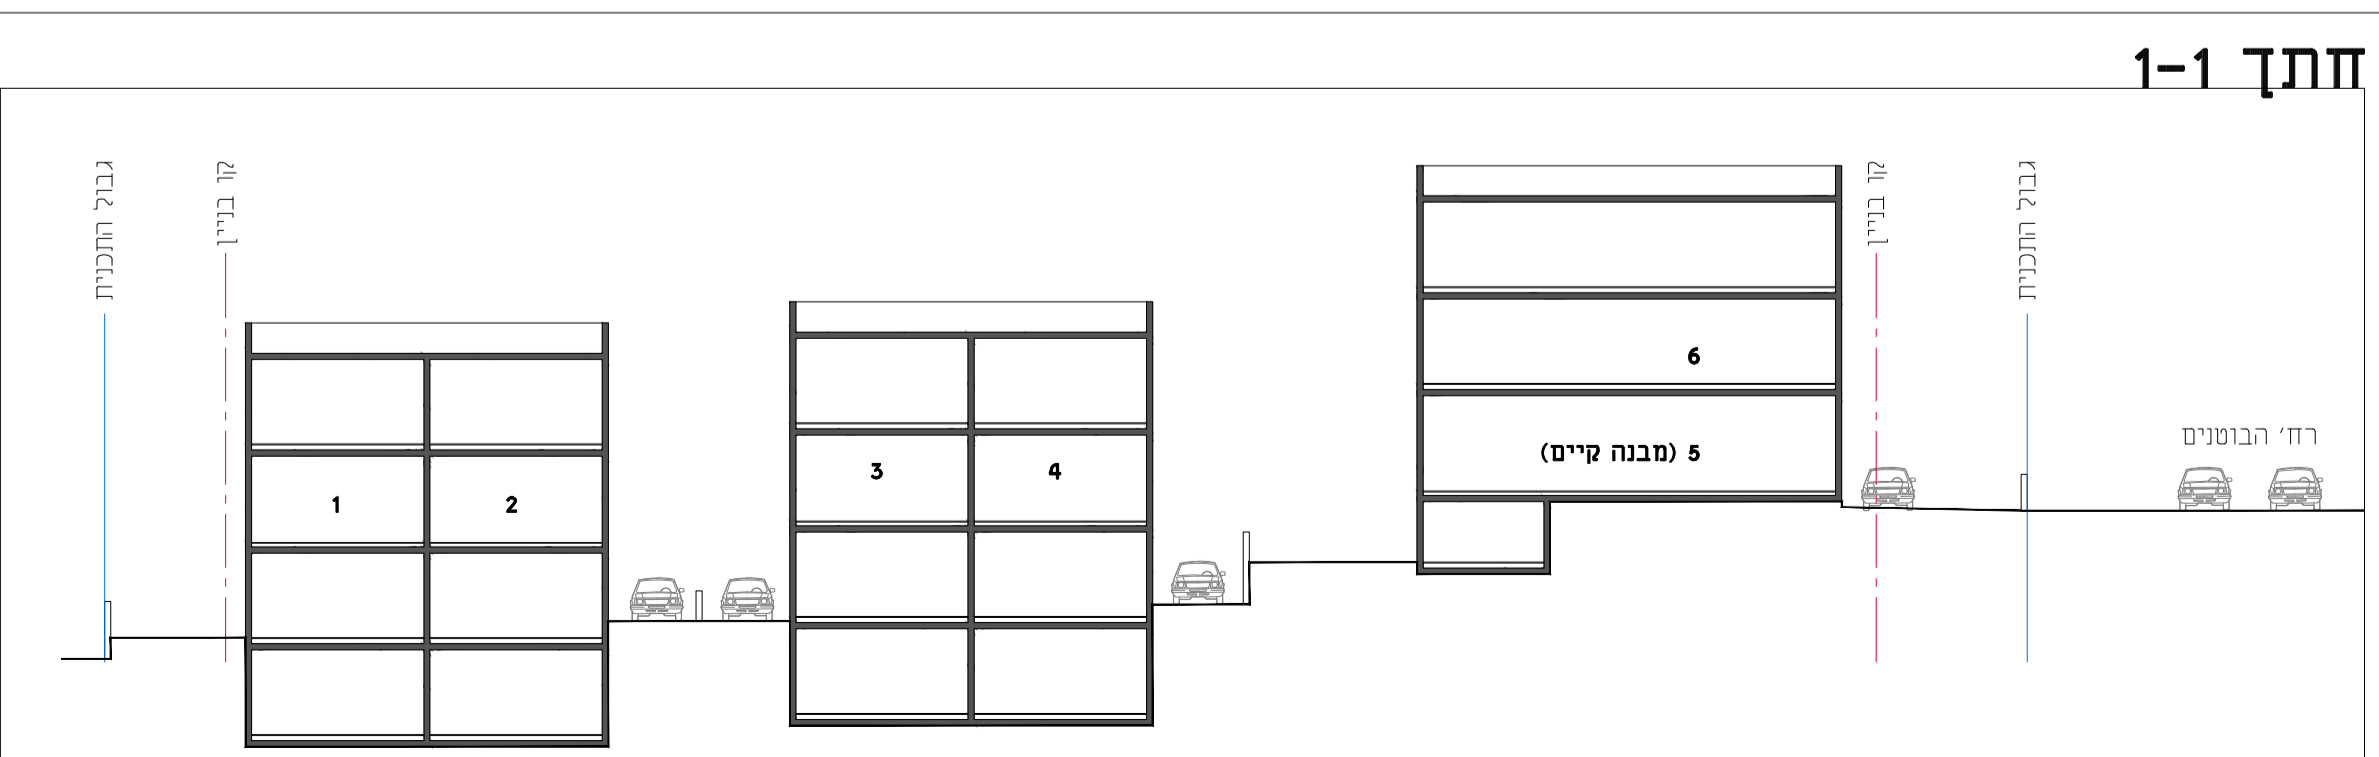 חתך 1-1
גבול התכנית
קו בניין
קו בניין
גבול התכנית
6
5 (מבנה קיים)
רח' הבוטנים
3
4
1
2